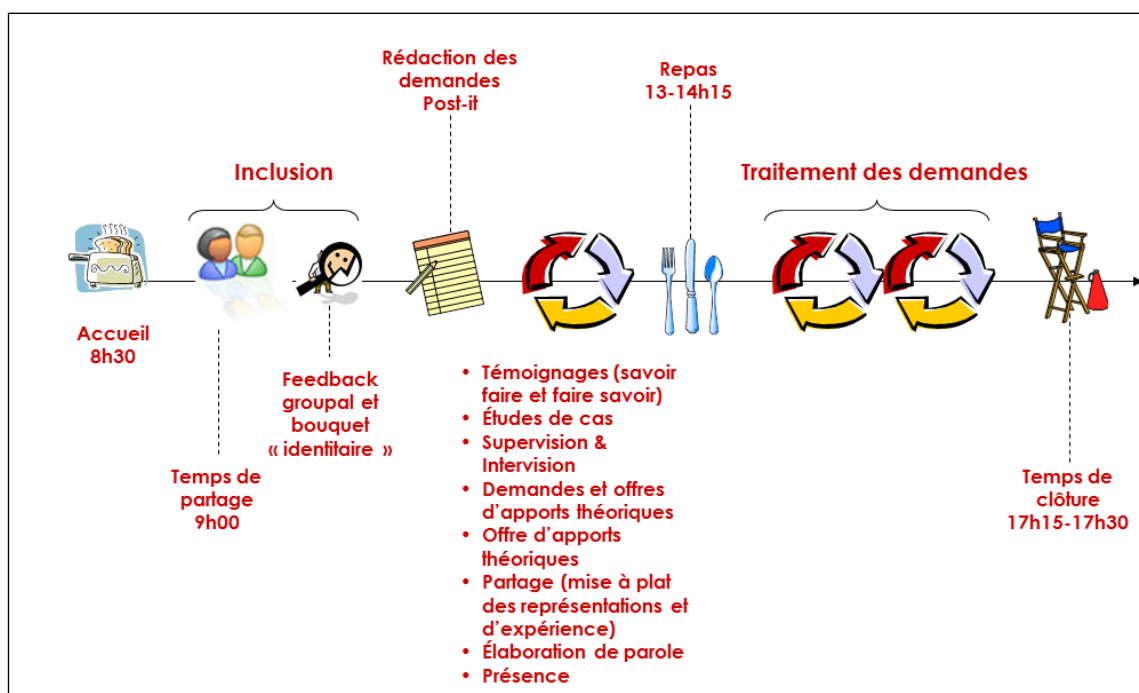 Rédaction des
demandes
Post-it
Repas
13-14h15
Inclusion
Traitement des demandes
Accueil
8h30
Feedback
groupal et
bouquet
« identitaire »
Temps de
partage
9h00
• Témoignages (savoir
faire et faire savoir)
• Études de cas
• Supervision &
Intervision
• Demandes et offres
d’apports théoriques
• Offre d’apports
théoriques
• Partage (mise à plat
des représentations et
d’expérience)
• Élaboration de parole
• Présence
Temps de
clôture
17h15-17h30